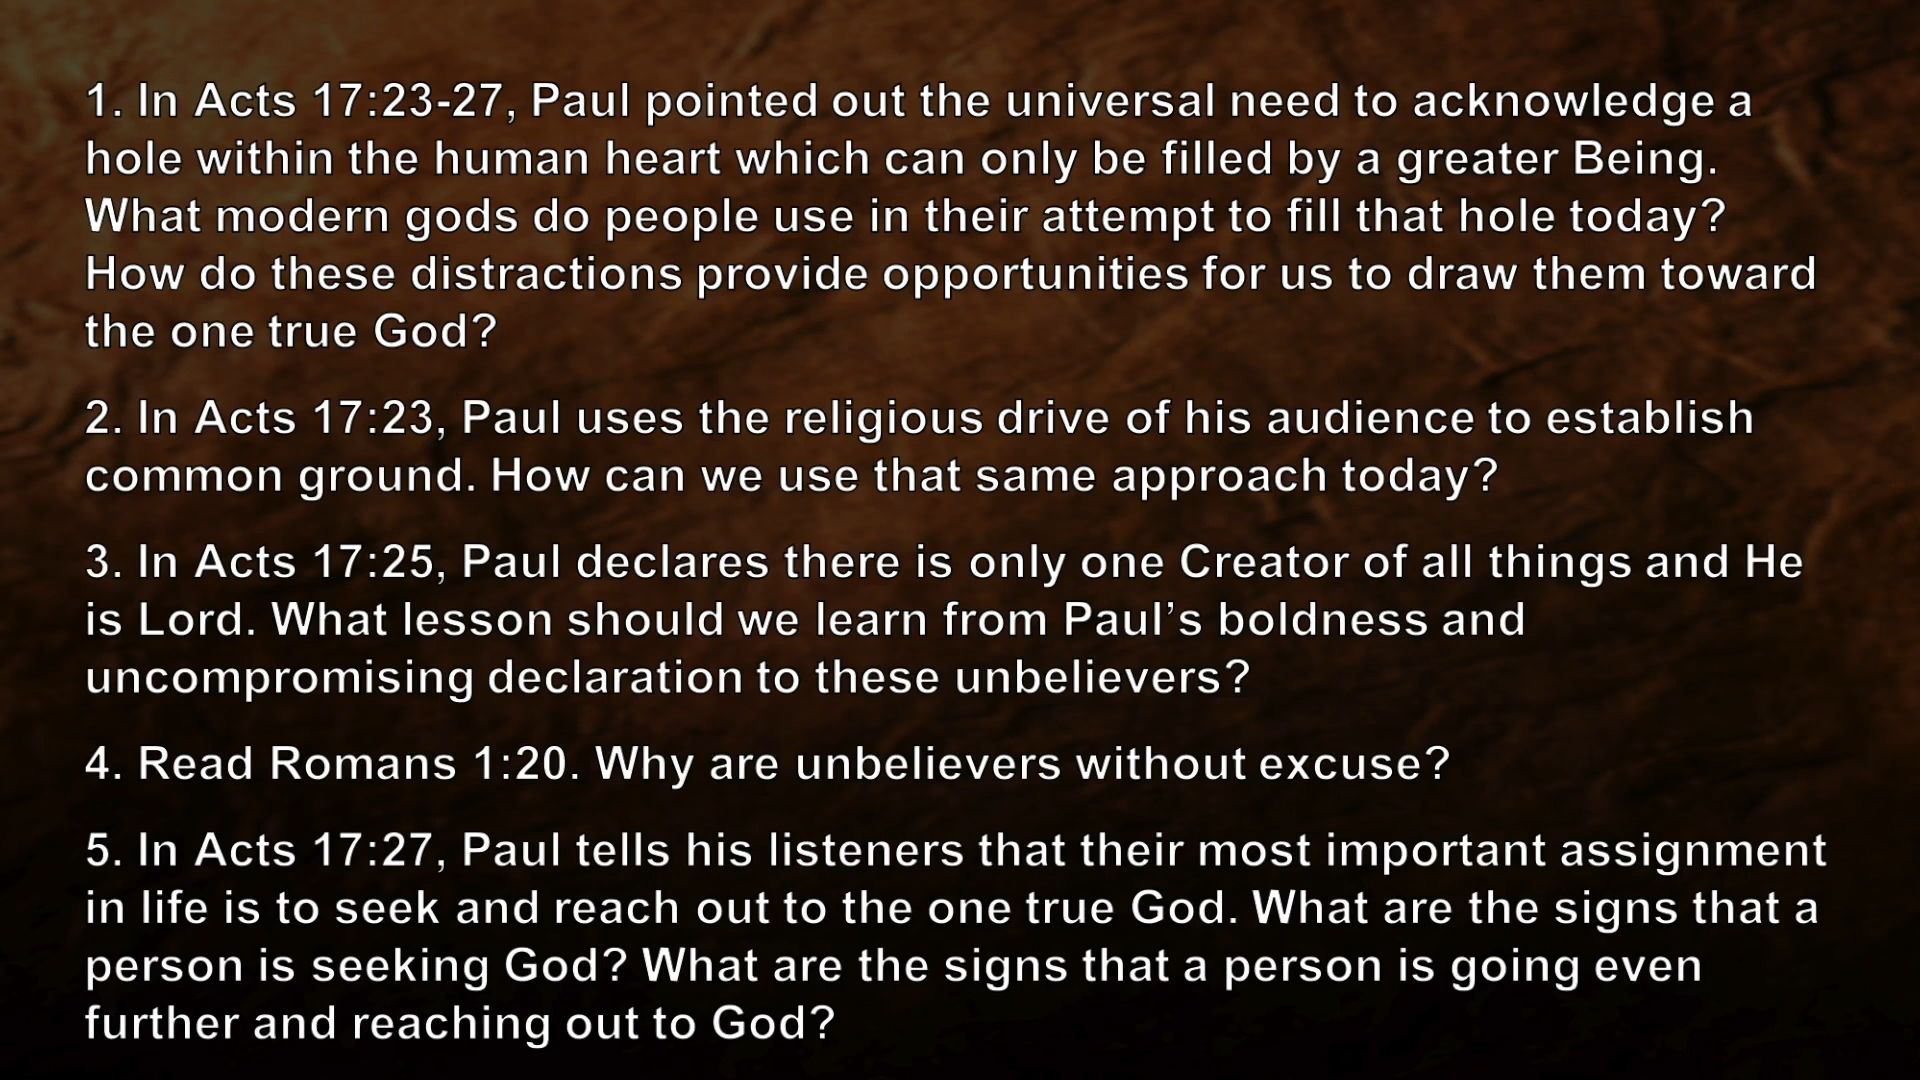 1. In Acts 17:23-27, Paul pointed out the universal need to acknowledge a
hole within the human heart which can only be filled by a greater Being.
What modern gods do people use in their attempt to fill that hole today?
How do these distractions provide opportunities for us to draw them toward
the one true God?
2. In Acts 17:23, Paul uses the religious drive of his audience to establish
common ground. How can we use that same approach today?
3. In Acts 17:25, Paul declares there is only one Creator of all things and He
is Lord. What lesson should we learn from Paul’s boldness and
uncompromising declaration to these unbelievers?
4. Read Romans 1:20. Why are unbelievers without excuse?
5. In Acts 17:27, Paul tells his listeners that their most important assignment
in life is to seek and reach out to the one true God. What are the signs that a
person is seeking God? What are the signs that a person is going even
further and reaching out to God?